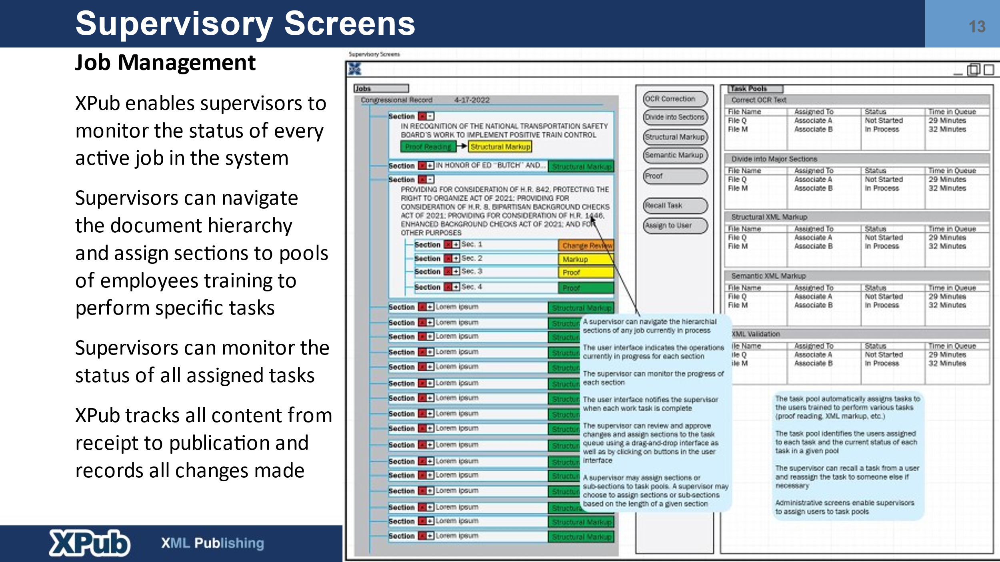 Supervisory Screens
13
Job Management
XPub enables supervisors to
monitor the status of every
active job in the system
Supervisors can navigate
the document hierarchy
and assign sections to pools
of employees training to
perform specific tasks
Supervisors can monitor the
status of all assigned tasks
XPub tracks all content from
receipt to publication and
records all changes made
XPub
XML Publishing
Supervisory Screens
Jobs
Congressional Record 4-17-2022
Section x -
IN RECOGNITION OF THE NATIONAL TRANSPORTATION SAFETY
BOARD'S WORK TO IMPLEMENT POSITIVE TRAIN CONTROL
Proof Reading Structural Markup
Section x + IN HONOR OF ED "BUTCH" AND... Structural Markup
Section x -
PROVIDING FOR CONSIDERATION OF H.R. 842, PROTECTING THE
RIGHT TO ORGANIZE ACT OF 2021; PROVIDING FOR
CONSIDERATION OF H.R. 8, BIPARTISAN BACKGROUND CHECKS
ACT OF 2021; PROVIDING FOR CONSIDERATION OF H.R. 1446,
ENHANCED BACKGROUND CHECKS ACT OF 2021; AND FOR
OTHER PURPOSES
Section x + Sec. 1 Change Review
Section x + Sec. 2 Markup
Section x + Sec. 3 Proof
Section x + Sec. 4 Proof
Section x + Lorem ipsum Structural Markup
Section x + Lorem ipsum Structur
Section x + Lorem ipsum Structur
Section x + Lorem ipsum Structur
Section x + Lorem ipsum Structur
Section x + Lorem ipsum Structur
Section x + Lorem ipsum Structur
Section x + Lorem ipsum Structur
Section x + Lorem ipsum Structur
Section x + Lorem ipsum Structur
Section x + Lorem ipsum Structur
Section x + Lorem ipsum Structur
Section x + Lorem ipsum Structur
Section x + Lorem ipsum Structura
Section x + Lorem ipsum Structural Markup
Section x + Lorem ipsum Structural Markup
OCR Correction
Divide into Sections
Structural Markup
Semantic Markup
Proof
Recall Task
Assign to User
A supervisor can navigate the hierarchial
sections of any job currently in process
The user interface indicates the operations
currently in progress for each section
The supervisor can monitor the progress of
each section
The user interface notifies the supervisor
when each work task is complete
The supervisor can review and approve
changes and assign sections to the task
queue using a drag-and-drop interface as
well as by clicking on buttons in the user
interface
A supervisor may assign sections or
sub-sections to task pools. A supervisor may
choose to assign sections or sub-sections
based on the length of a given section
Task Pools
Correct OCR Text
File Name Assigned To Status Time in Queue
File Q Associate A Not Started 29 Minutes
File M Associate B In Process 32 Minutes
Divide into Major Sections
File Name Assigned To Status Time in Queue
File Q Associate A Not Started 29 Minutes
File M Associate B In Process 32 Minutes
Structural XML Markup
File Name Assigned To Status Time in Queue
File Q Associate A Not Started 29 Minutes
File M Associate B In Process 32 Minutes
Semantic XML Markup
File Name Assigned To Status Time in Queue
File Q Associate A Not Started 29 Minutes
File M Associate B In Process 32 Minutes
XML Validation
ile Name Assigned To Status Time in Queue
ile Q Associate A Not Started 29 Minutes
ile M Associate B In Process 32 Minutes
The task pool automatically assigns tasks to
the users trained to perform various tasks
(proof reading, XML markup, etc.)
The task pool identifies the users assigned
to each task and the current status of each
task in a given pool
The supervisor can recall a task from a user
and reassign the task to someone else if
necessary
Administrative screens enable supervisors
to assign users to task pools